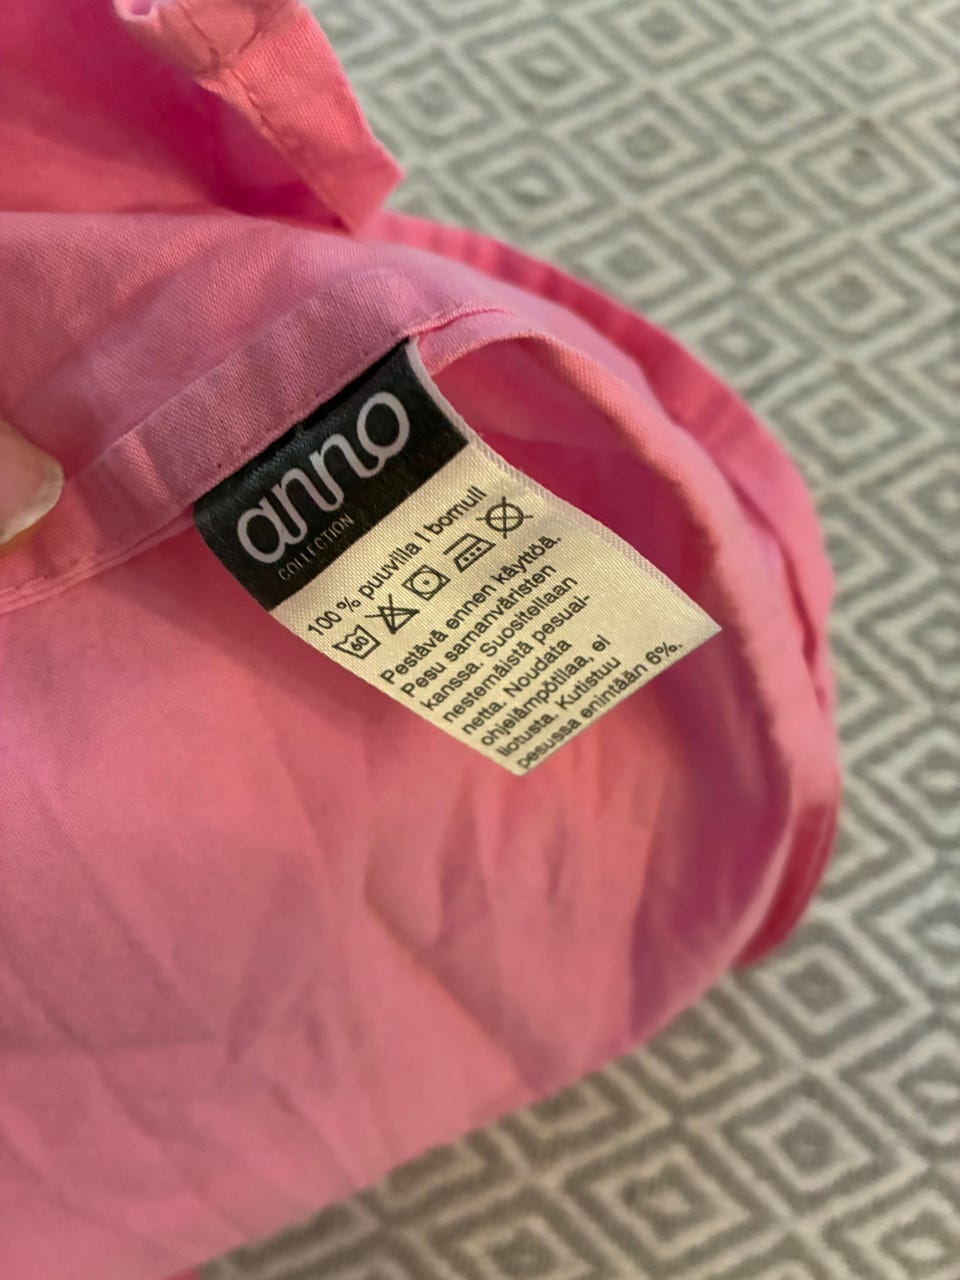 anno
COLLECTION
100 % puuvilla | bomull
60
Pestävä ennen käyttöä.
Pesu samanväristen
kanssa. Suositellaan
nestemäistä pesuai-
netta. Noudata
ohjelämpötilaa, ei
liotusta. Kutistuu
pesussa enintään 6%.